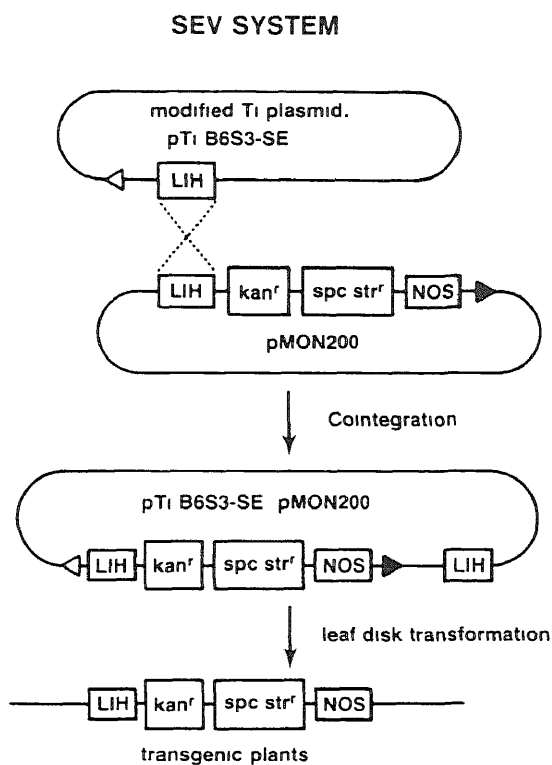 SEV SYSTEM
modified Ti plasmid.
pTi B6S3-SE
LIH
LIH kanʳ spc strʳ NOS
pMON200
Cointegration
pTi B6S3-SE pMON200
LIH kanʳ spc strʳ NOS LIH
leaf disk transformation
LIH kanʳ spc strʳ NOS
transgenic plants